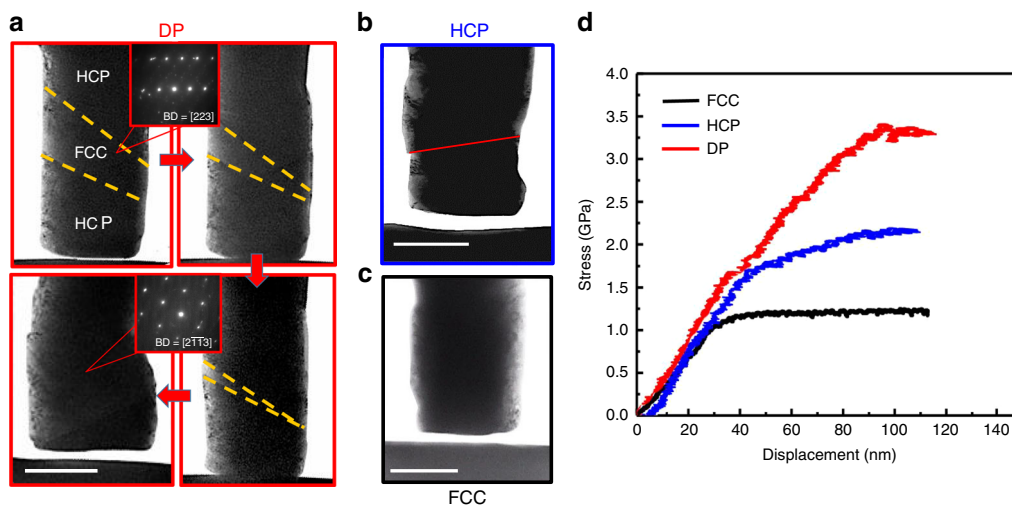 a
DP
HCP
BD = [223]
FCC
HC P
BD = [2113]
b
HCP
c
FCC
d
4.0
3.5
3.0
2.5
2.0
1.5
1.0
0.5
0.0
Stress (GPa)
FCC
HCP
DP
0 20 40 60 80 100 120 140
Displacement (nm)